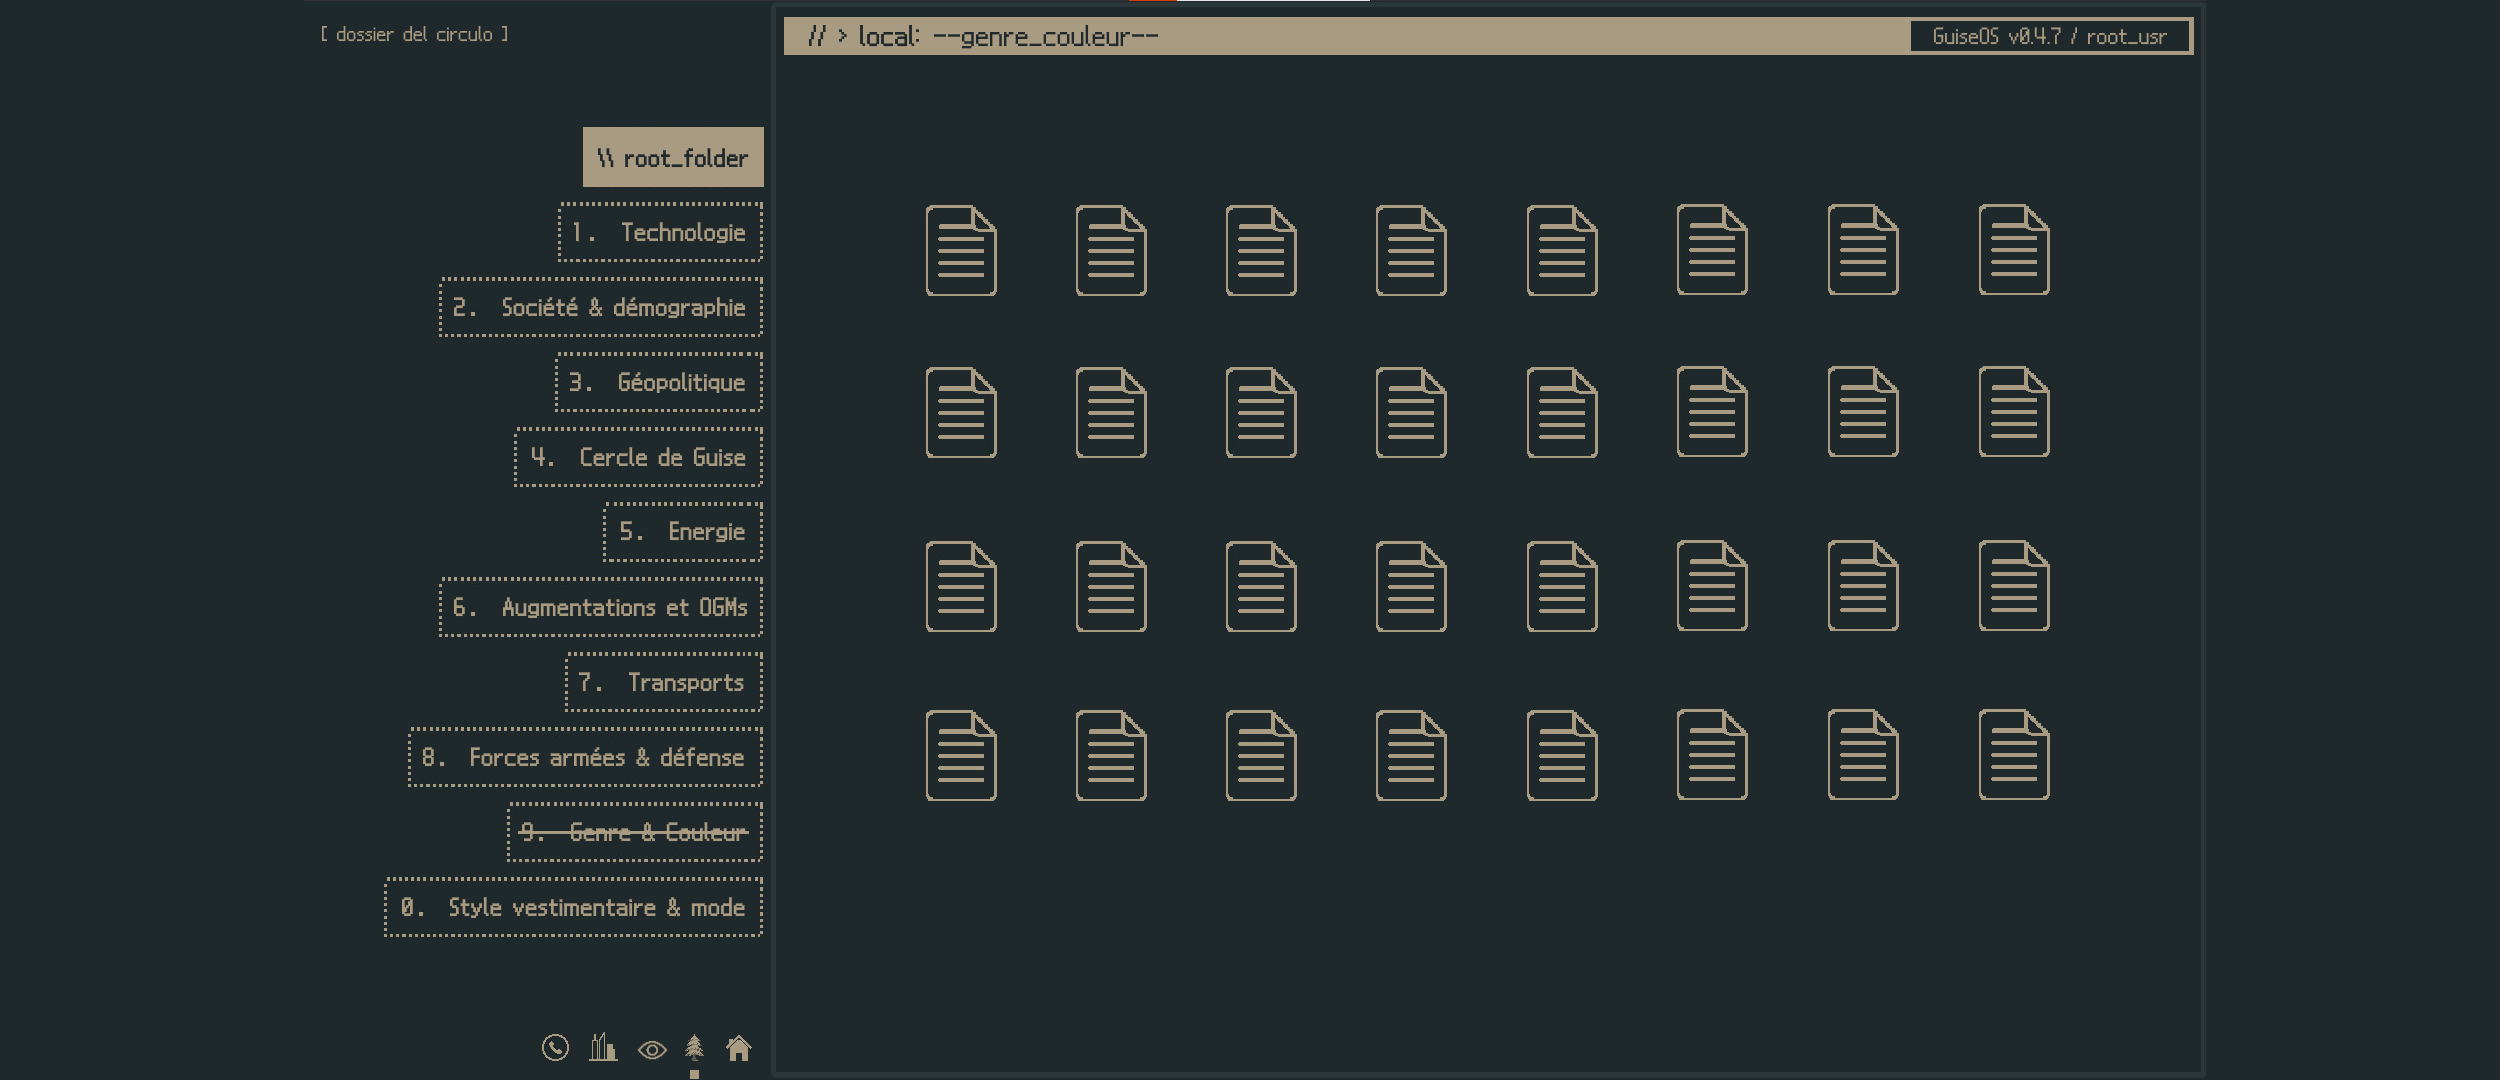 [ dossier del circulo ]
// > local: --genre_couleur--
GuiseOS v0.4.7 / root_usr
\\ root_folder
1. Technologie
2. Société & démographie
3. Géopolitique
4. Cercle de Guise
5. Energie
6. Augmentations et OGMs
7. Transports
8. Forces armées & défense
9. Genre & Couleur
0. Style vestimentaire & mode